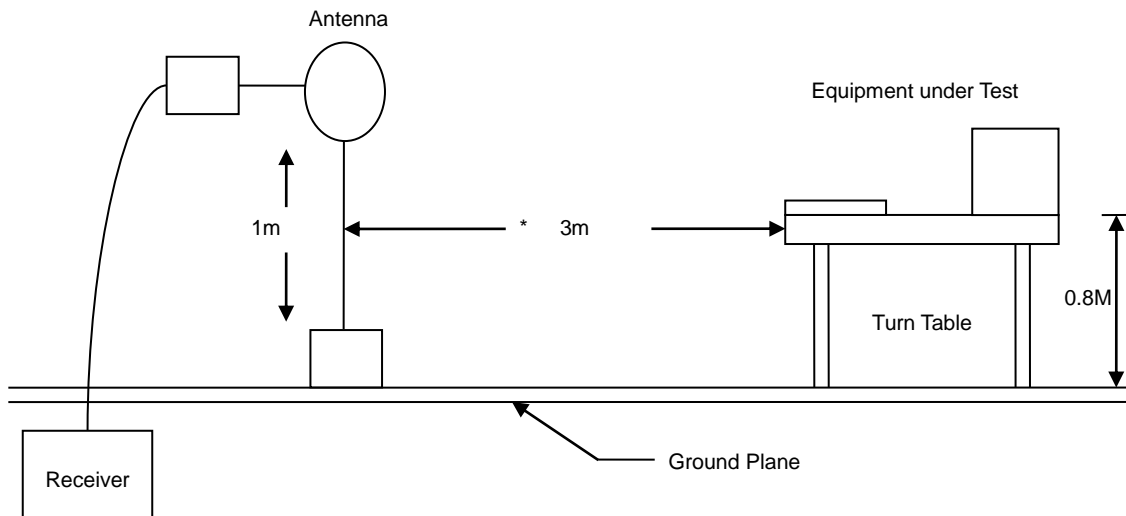 Antenna
Equipment under Test
1m
* 3m
0.8M
Turn Table
Ground Plane
Receiver